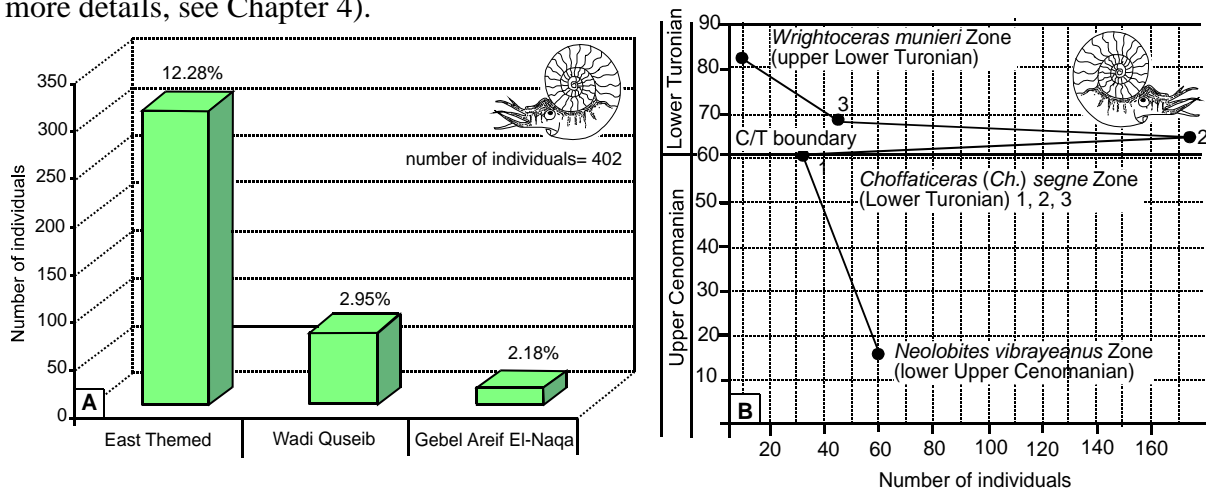 more details, see Chapter 4).
350
300
250
200
150
100
50
0
Number of individuals
12.28%
2.95%
2.18%
number of individuals= 402
A
East Themed
Wadi Quseib
Gebel Areif El-Naqa
Lower Turonian
Upper Cenomanian
90
80
70
60
50
40
30
20
10
Wrightoceras munieri Zone
(upper Lower Turonian)
3
C/T boundary
2
1
Choffaticeras (Ch.) segne Zone
(Lower Turonian) 1, 2, 3
Neolobites vibrayeanus Zone
(lower Upper Cenomanian)
B
20 40 60 80 100 120 140 160
Number of individuals